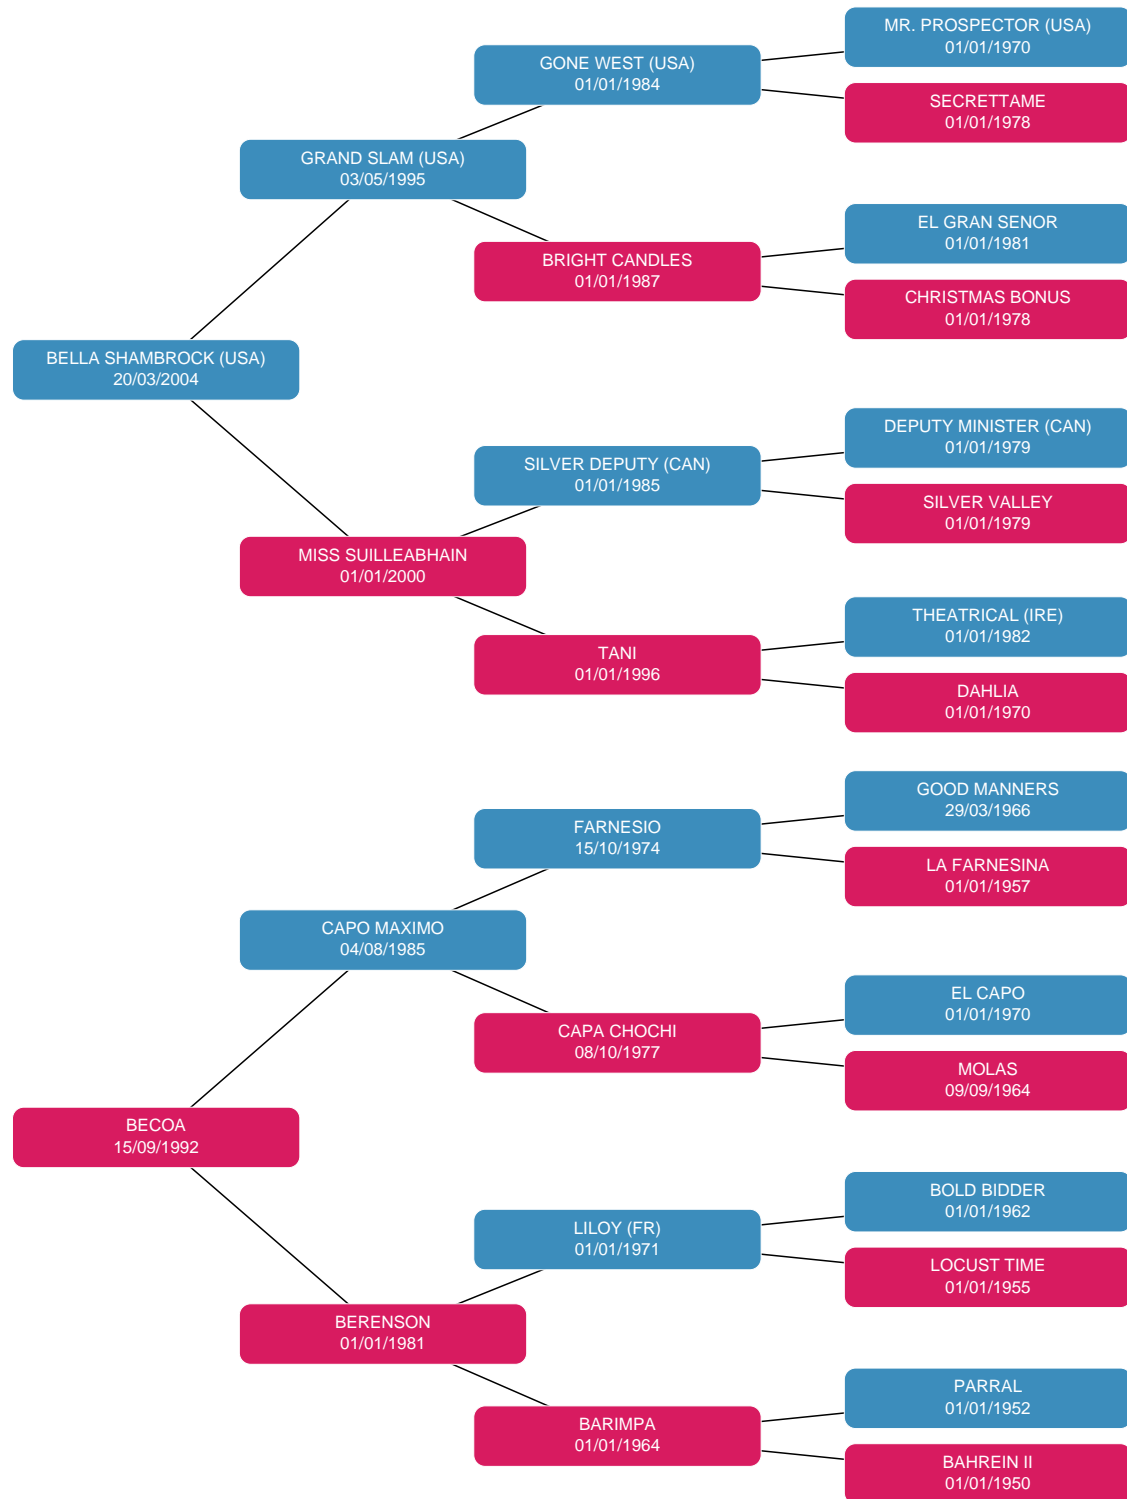 MR. PROSPECTOR (USA)
01/01/1970
GONE WEST (USA)
01/01/1984
SECRETTAME
01/01/1978
GRAND SLAM (USA)
03/05/1995
EL GRAN SENOR
01/01/1981
BRIGHT CANDLES
01/01/1987
CHRISTMAS BONUS
01/01/1978
BELLA SHAMBROCK (USA)
20/03/2004
DEPUTY MINISTER (CAN)
01/01/1979
SILVER DEPUTY (CAN)
01/01/1985
SILVER VALLEY
01/01/1979
MISS SUILLEABHAIN
01/01/2000
THEATRICAL (IRE)
01/01/1982
TANI
01/01/1996
DAHLIA
01/01/1970
GOOD MANNERS
29/03/1966
FARNESIO
15/10/1974
LA FARNESINA
01/01/1957
CAPO MAXIMO
04/08/1985
EL CAPO
01/01/1970
CAPA CHOCHI
08/10/1977
MOLAS
09/09/1964
BECOA
15/09/1992
BOLD BIDDER
01/01/1962
LILOY (FR)
01/01/1971
LOCUST TIME
01/01/1955
BERENSON
01/01/1981
PARRAL
01/01/1952
BARIMPA
01/01/1964
BAHREIN II
01/01/1950